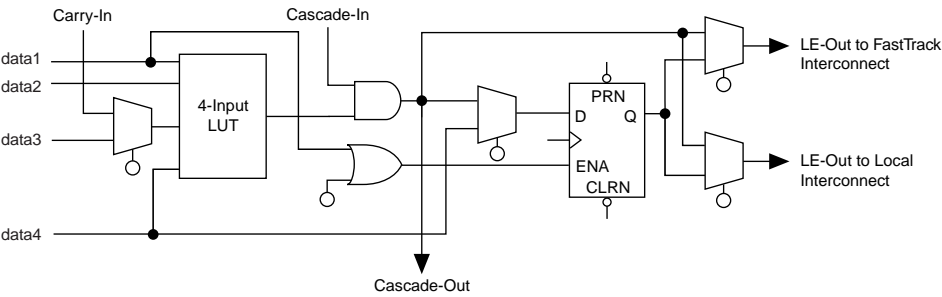 Carry-In
Cascade-In
data1
data2
data3
data4
4-Input
LUT
PRN
D
Q
ENA
CLRN
LE-Out to FastTrack
Interconnect
LE-Out to Local
Interconnect
Cascade-Out